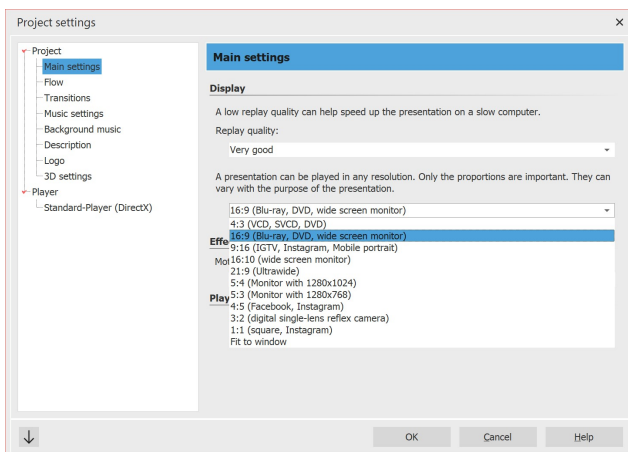 Project settings
Project
Main settings
Flow
Transitions
Music settings
Background music
Description
Logo
3D settings
Player
Standard-Player (DirectX)
Main settings
Display
A low replay quality can help speed up the presentation on a slow computer.
Replay quality:
Very good
A presentation can be played in any resolution. Only the proportions are important. They can
vary with the purpose of the presentation.
16:9 (Blu-ray, DVD, wide screen monitor)
4:3 (VCD, SVCD, DVD)
16:9 (Blu-ray, DVD, wide screen monitor)
Effe
9:16 (IGTV, Instagram, Mobile portrait)
Mot
16:10 (wide screen monitor)
21:9 (Ultrawide)
5:4 (Monitor with 1280x1024)
Play
5:3 (Monitor with 1280x768)
4:5 (Facebook, Instagram)
3:2 (digital single-lens reflex camera)
1:1 (square, Instagram)
Fit to window
OK
Cancel
Help